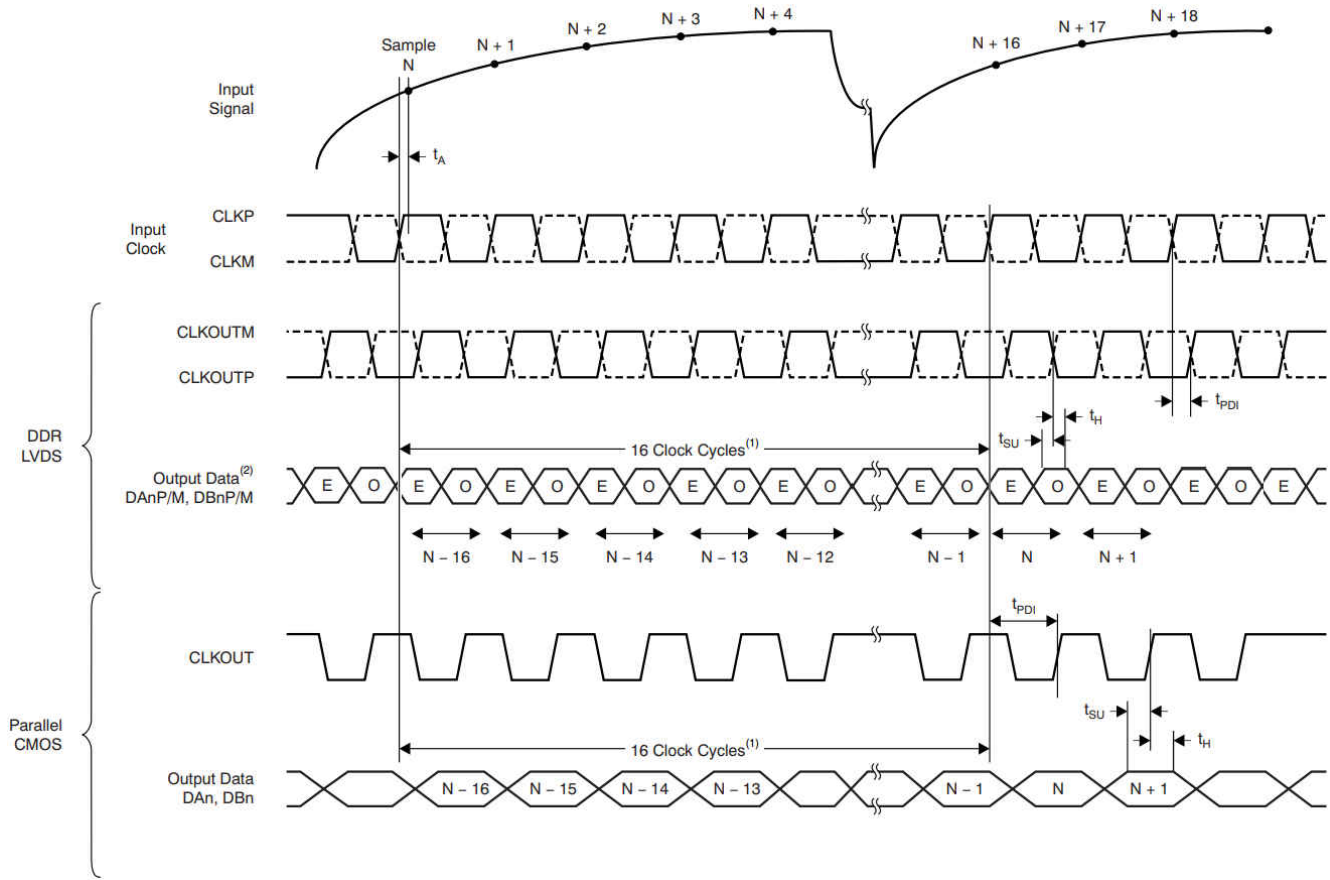 Sample
N
N + 1
N + 2
N + 3
N + 4
N + 16
N + 17
N + 18
Input
Signal
tA
Input
Clock
CLKP
CLKM
DDR
LVDS
CLKOUTM
CLKOUTP
tPDI
tH
tSU
16 Clock Cycles(1)
Output Data(2)
DAnP/M, DBnP/M
E O E O E O E O E O E O E O E O E O E O E
N − 16
N − 15
N − 14
N − 13
N − 12
N − 1
N
N + 1
Parallel
CMOS
tPDI
CLKOUT
tSU
tH
16 Clock Cycles(1)
Output Data
DAn, DBn
N − 16
N − 15
N − 14
N − 13
N − 1
N
N + 1